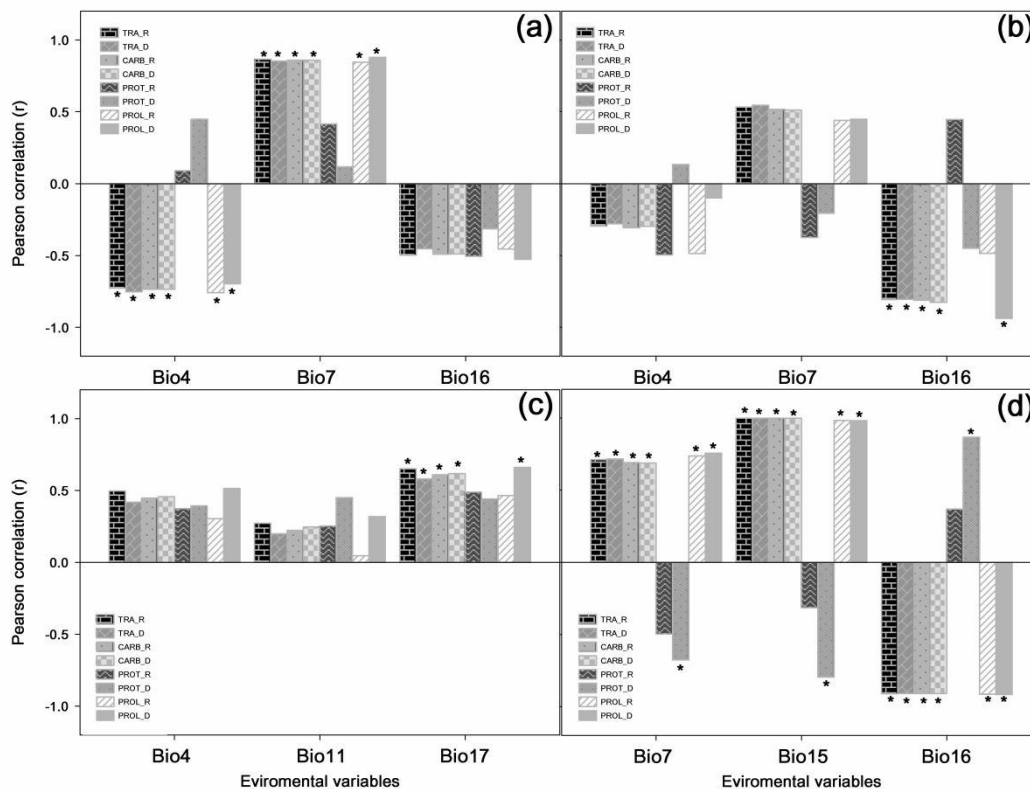 (a)
1.0
0.5
0.0
-0.5
-1.0
Pearson correlation (r)
TRA_R
TRA_D
CARB_R
CARB_D
PROT_R
PROT_D
PROL_R
PROL_D
* * * * * *
* * * * * *
Bio4 Bio7 Bio16
(b)
TRA_R
TRA_D
CARB_R
CARB_D
PROT_R
PROT_D
PROL_R
PROL_D
* * * * *
Bio4 Bio7 Bio16
(c)
1.0
0.5
0.0
-0.5
-1.0
Pearson correlation (r)
* * * * *
TRA_R
TRA_D
CARB_R
CARB_D
PROT_R
PROT_D
PROL_R
PROL_D
Bio4 Bio11 Bio17
Eviromental variables
(d)
* * * * * * * * * * * * *
* * * * * * * *
TRA_R
TRA_D
CARB_R
CARB_D
PROT_R
PROT_D
PROL_R
PROL_D
Bio7 Bio15 Bio16
Eviromental variables